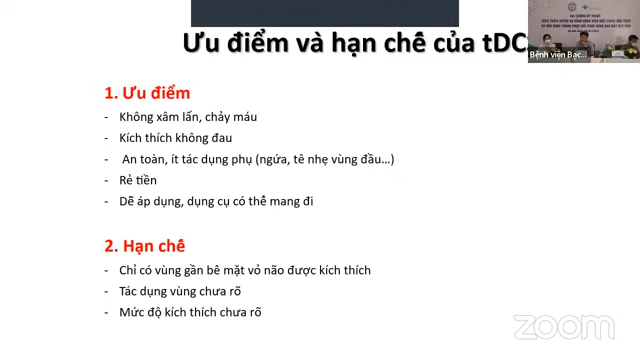 Ưu điểm và hạn chế của tDC
Bệnh viện Bạc...
1. Ưu điểm
- Không xâm lấn, chảy máu
- Kích thích không đau
- An toàn, ít tác dụng phụ (ngứa, tê nhẹ vùng đầu...)
- Rẻ tiền
- Dễ áp dụng, dụng cụ có thể mang đi
2. Hạn chế
- Chỉ có vùng gần bề mặt vỏ não được kích thích
- Tác dụng vùng chưa rõ
- Mức độ kích thích chưa rõ
zoom